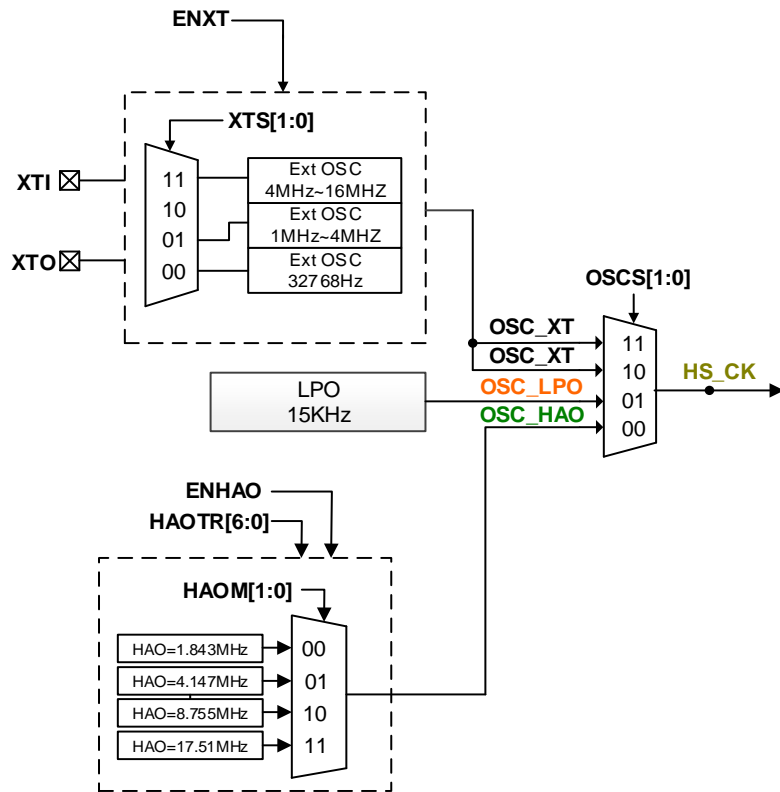 ENXT
XTS[1:0]
XTI
XTO
11
10
01
00
Ext OSC
4MHz~16MHZ
Ext OSC
1MHz~4MHZ
Ext OSC
32768Hz
OSCS[1:0]
OSC_XT
OSC_XT
OSC_LPO
OSC_HAO
11
10
01
00
HS_CK
LPO
15KHz
ENHAO
HAOTR[6:0]
HAOM[1:0]
HAO=1.843MHz
00
HAO=4.147MHz
01
HAO=8.755MHz
10
HAO=17.51MHz
11